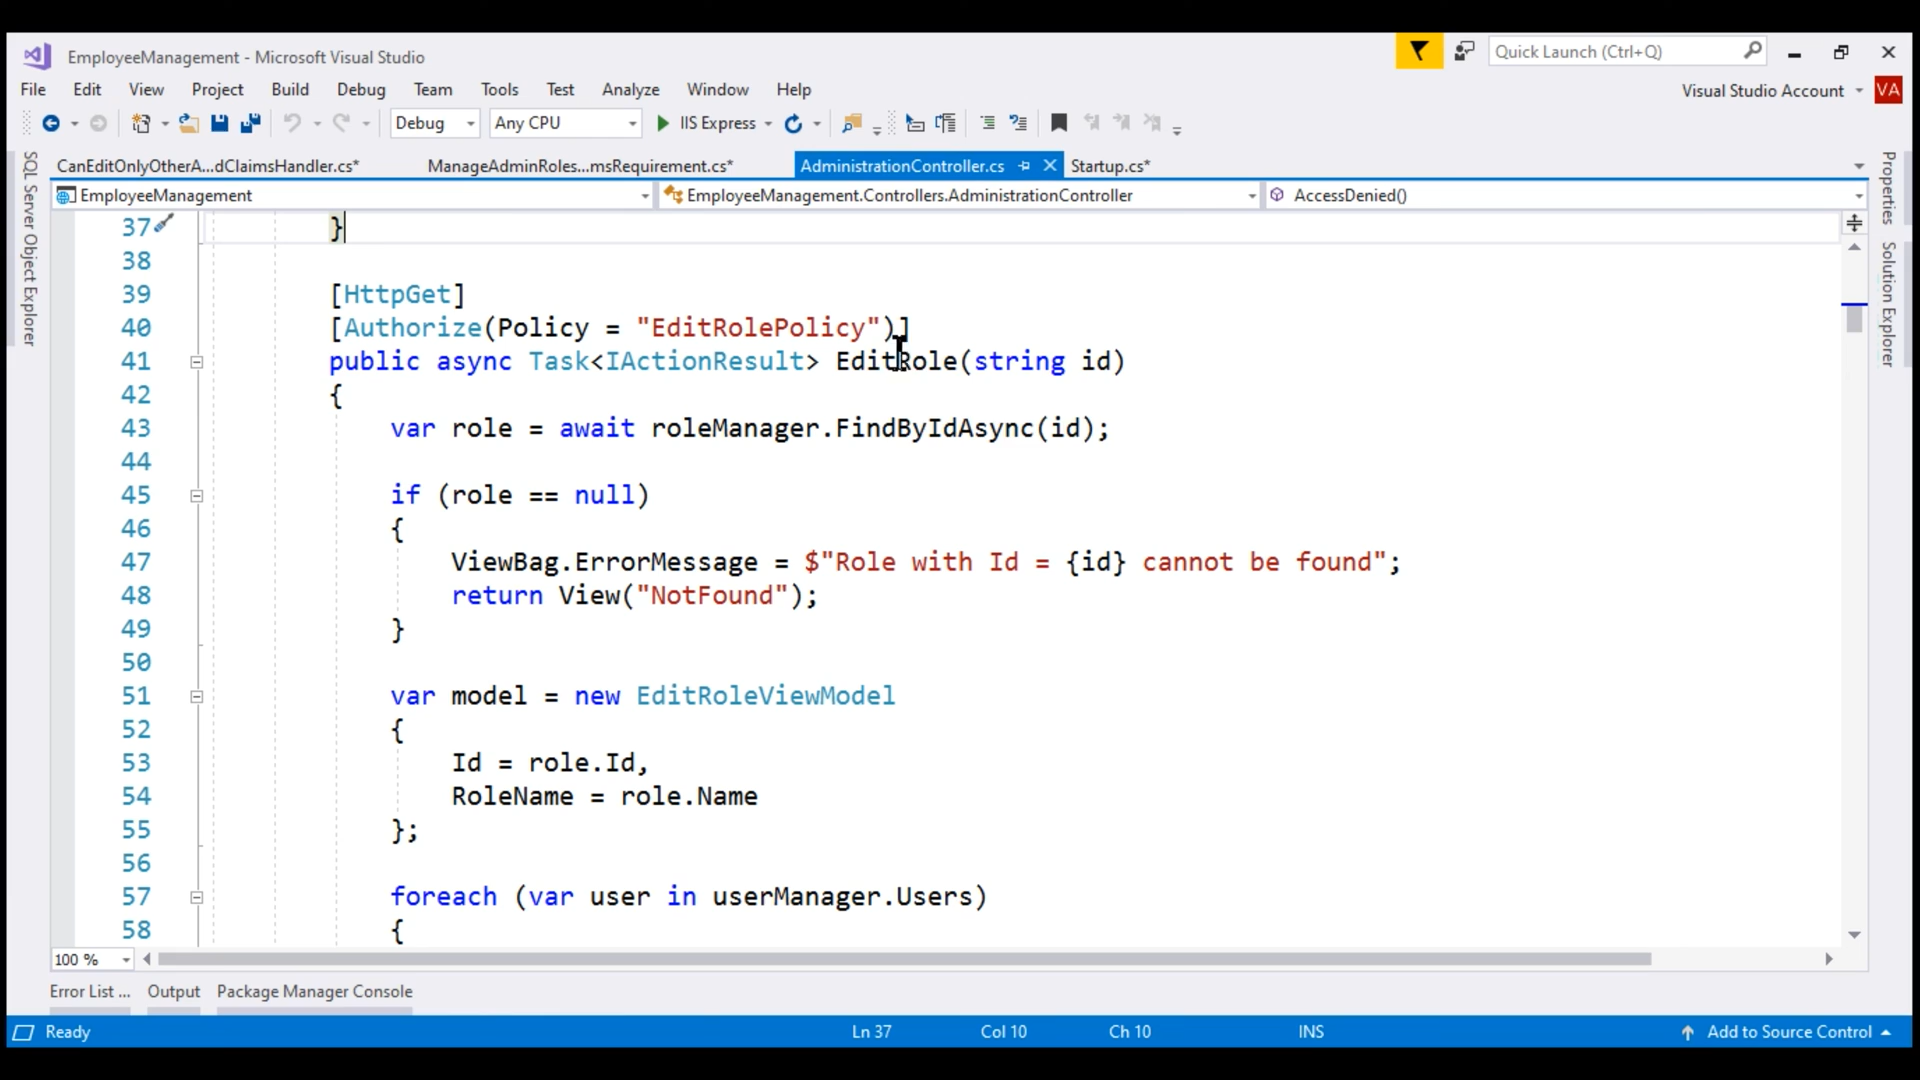 EmployeeManagement - Microsoft Visual Studio
Quick Launch (Ctrl+Q)
File Edit View Project Build Debug Team Tools Test Analyze Window Help
Visual Studio Account VA
Debug Any CPU IIS Express
CanEditOnlyOtherA...dClaimsHandler.cs* ManageAdminRoles...msRequirement.cs* AdministrationController.cs Startup.cs*
EmployeeManagement EmployeeManagement.Controllers.AdministrationController AccessDenied()
SQL Server Object Explorer
Properties
Solution Explorer
37 }
38
39 [HttpGet]
40 [Authorize(Policy = "EditRolePolicy")]
41 public async Task<IActionResult> EditRole(string id)
42 {
43 var role = await roleManager.FindByIdAsync(id);
44
45 if (role == null)
46 {
47 ViewBag.ErrorMessage = $"Role with Id = {id} cannot be found";
48 return View("NotFound");
49 }
50
51 var model = new EditRoleViewModel
52 {
53 Id = role.Id,
54 RoleName = role.Name
55 };
56
57 foreach (var user in userManager.Users)
58 {
100 %
Error List ... Output Package Manager Console
Ready Ln 37 Col 10 Ch 10 INS Add to Source Control